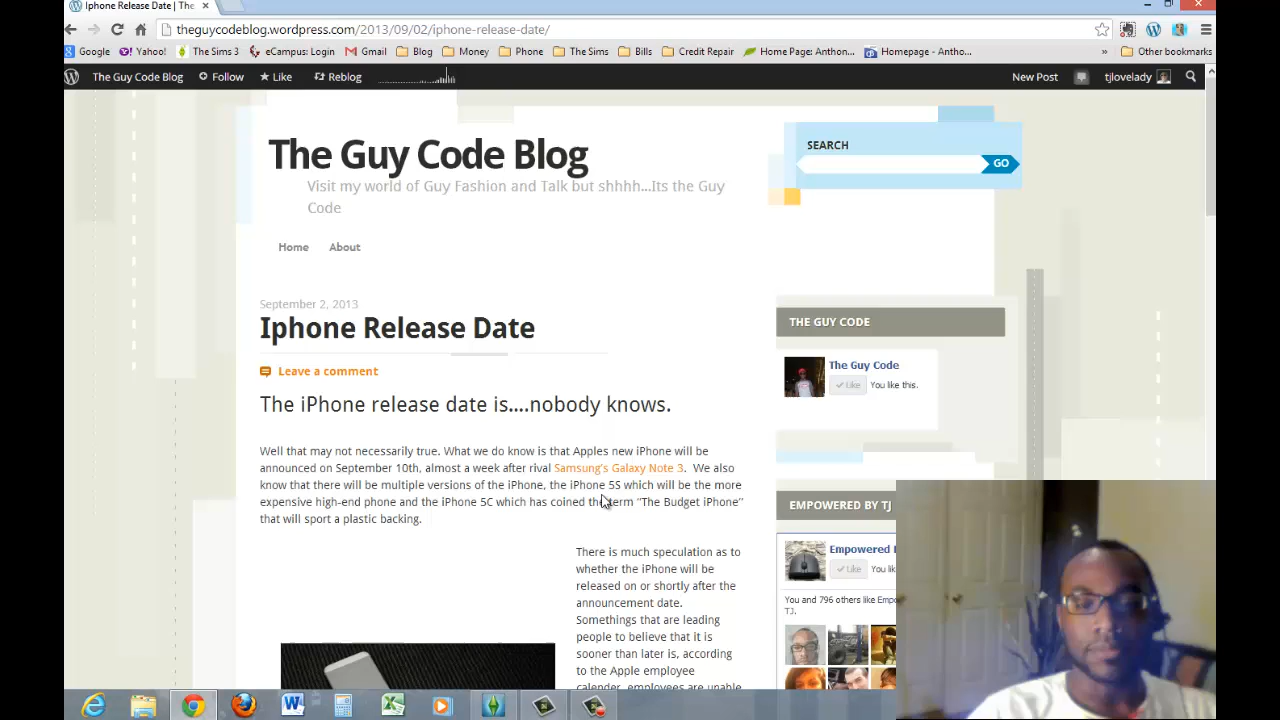 Iphone Release Date | The
theguycodeblog.wordpress.com/2013/09/02/iphone-release-date/
Google Yahoo! The Sims 3 eCampus: Login Gmail Blog Money Phone The Sims Bills Credit Repair Home Page: Anthon... Homepage - Antho... » Other bookmarks
The Guy Code Blog Follow Like Reblog New Post tjlovelady
The Guy Code Blog
Visit my world of Guy Fashion and Talk but shhhh...Its the Guy
Code
SEARCH
GO
Home About
September 2, 2013
Iphone Release Date
Leave a comment
The iPhone release date is....nobody knows.
Well that may not necessarily true. What we do know is that Apples new iPhone will be
announced on September 10th, almost a week after rival Samsung's Galaxy Note 3. We also
know that there will be multiple versions of the iPhone, the iPhone 5S which will be the more
expensive high-end phone and the iPhone 5C which has coined the term "The Budget iPhone"
that will sport a plastic backing.
There is much speculation as to
whether the iPhone will be
released on or shortly after the
announcement date.
Somethings that are leading
people to believe that it is
sooner than later is, according
to the Apple employee
calender, employees are unable
THE GUY CODE
The Guy Code
Like You like this.
EMPOWERED BY TJ
Empowered
Like You lik
You and 796 others like Empo
TJ.